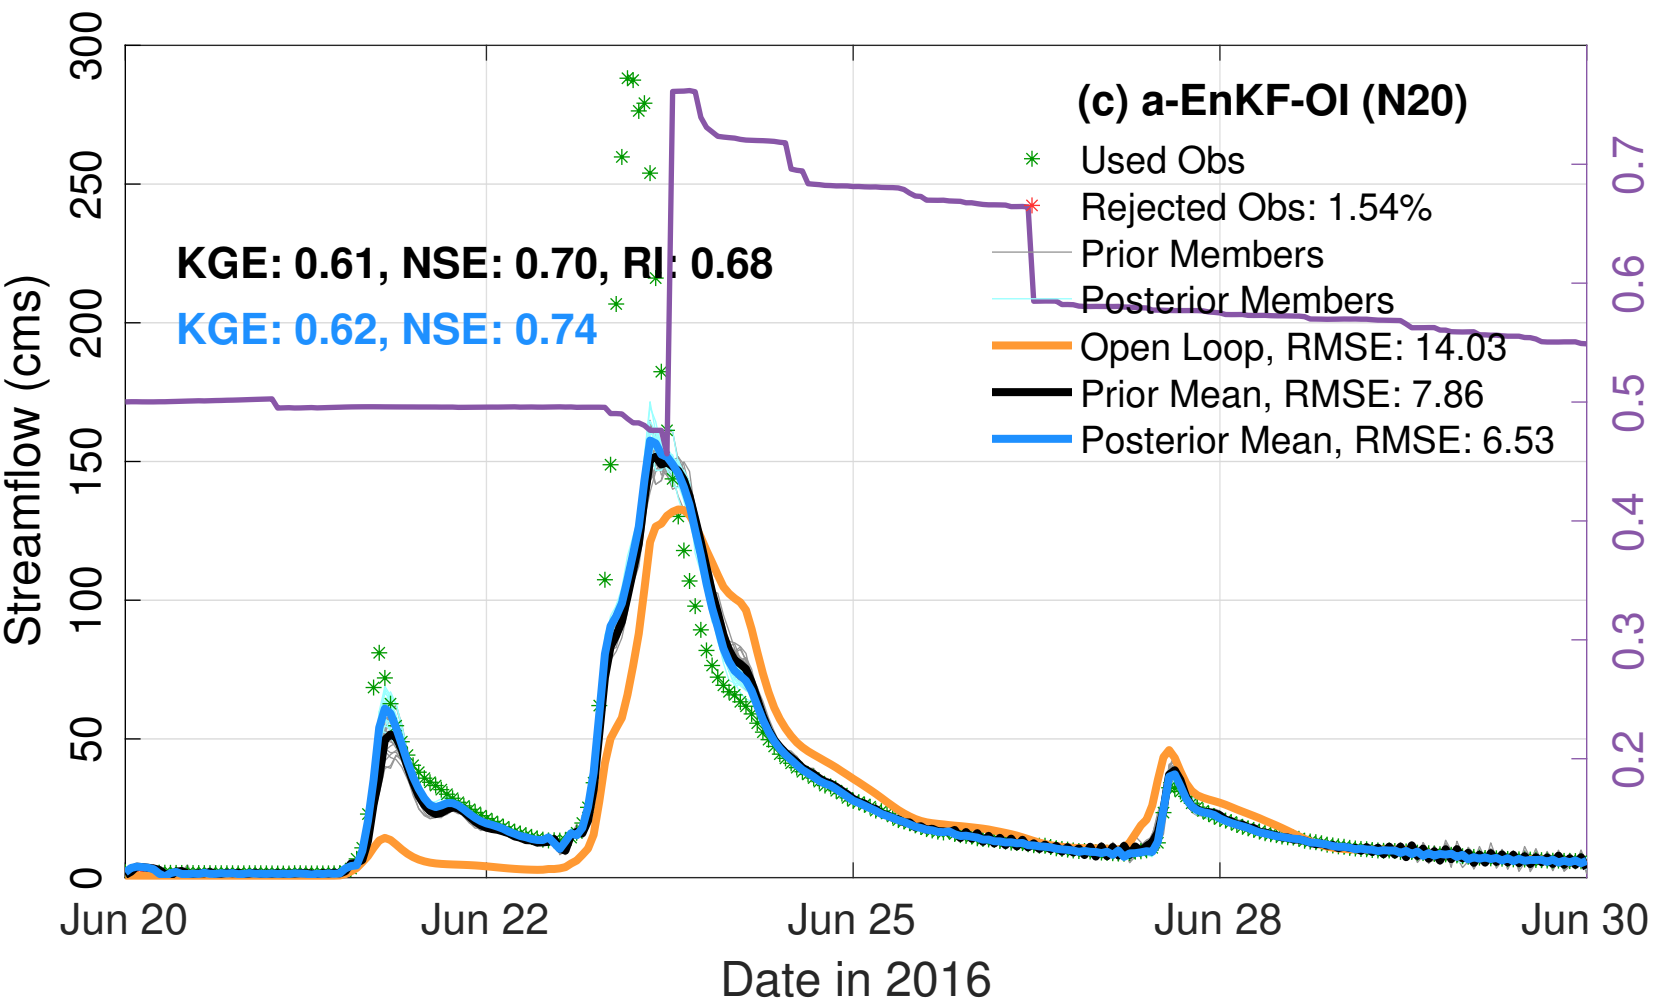 (c) a-EnKF-OI (N20)
Used Obs
Rejected Obs: 1.54%
Prior Members
Posterior Members
Open Loop, RMSE: 14.03
Prior Mean, RMSE: 7.86
Posterior Mean, RMSE: 6.53
KGE: 0.61, NSE: 0.70, RI: 0.68
KGE: 0.62, NSE: 0.74
Streamflow (cms)
300
250
200
150
100
50
0
0.7
0.6
0.5
0.4
0.3
0.2
Jun 20 Jun 22 Jun 25 Jun 28 Jun 30
Date in 2016